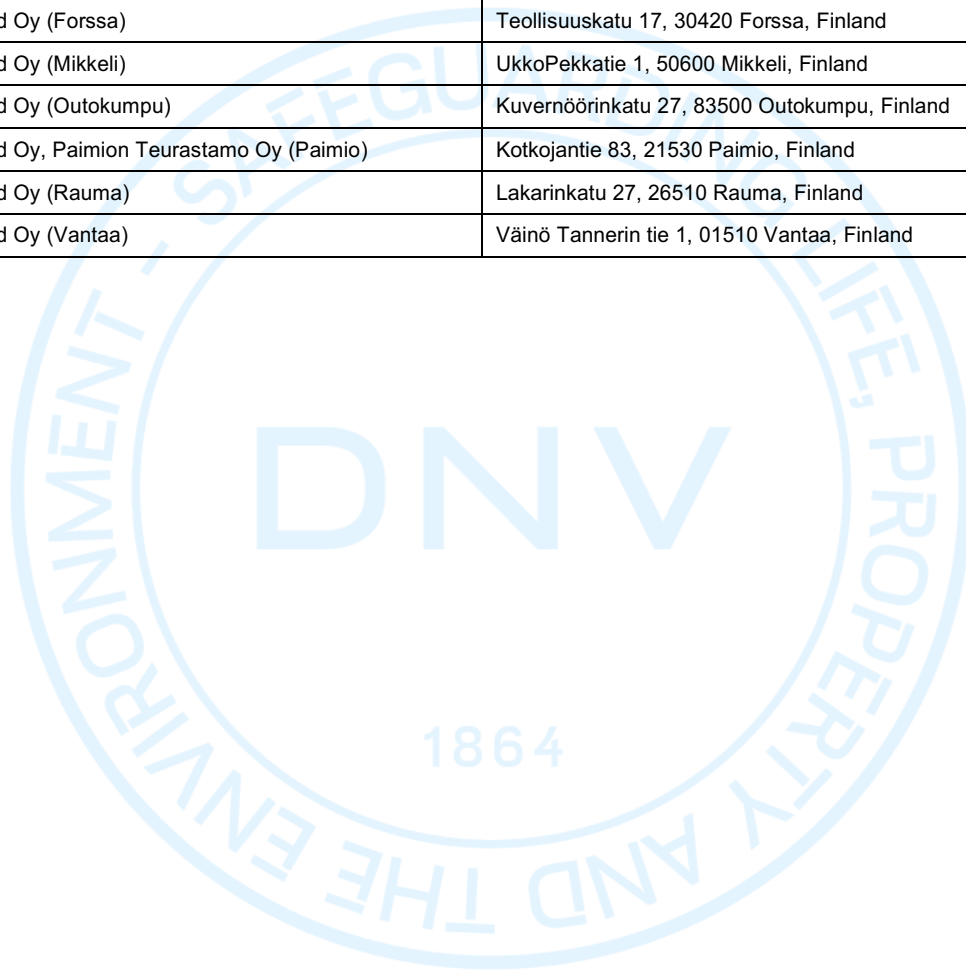 d Oy (Forssa) Teollisuuskatu 17, 30420 Forssa, Finland
d Oy (Mikkeli) UkkoPekkatie 1, 50600 Mikkeli, Finland
d Oy (Outokumpu) Kuvernöörinkatu 27, 83500 Outokumpu, Finland
d Oy, Paimion Teurastamo Oy (Paimio) Kotkojantie 83, 21530 Paimio, Finland
d Oy (Rauma) Lakarinkatu 27, 26510 Rauma, Finland
d Oy (Vantaa) Väinö Tannerin tie 1, 01510 Vantaa, Finland
SAFEGUARDING LIFE, PROPERTY AND THE ENVIRONMENT -
DNV
1864